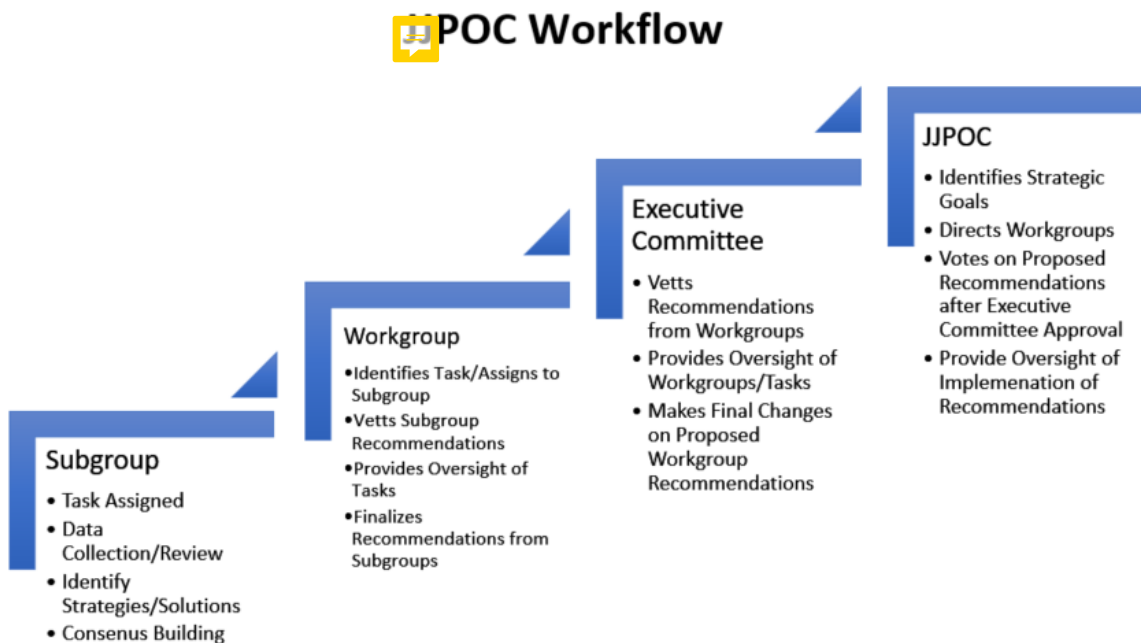 JJPOC Workflow
Subgroup
• Task Assigned
• Data
Collection/Review
• Identify
Strategies/Solutions
• Consenus Building
Workgroup
•Identifies Task/Assigns to
Subgroup
•Vetts Subgroup
Recommendations
•Provides Oversight of
Tasks
•Finalizes
Recommendations from
Subgroups
Executive
Committee
• Vetts
Recommendations
from Workgroups
• Provides Oversight of
Workgroups/Tasks
• Makes Final Changes
on Proposed
Workgroup
Recommendations
JJPOC
• Identifies Strategic
Goals
• Directs Workgroups
• Votes on Proposed
Recommendations
after Executive
Committee Approval
• Provide Oversight of
Implemenation of
Recommendations